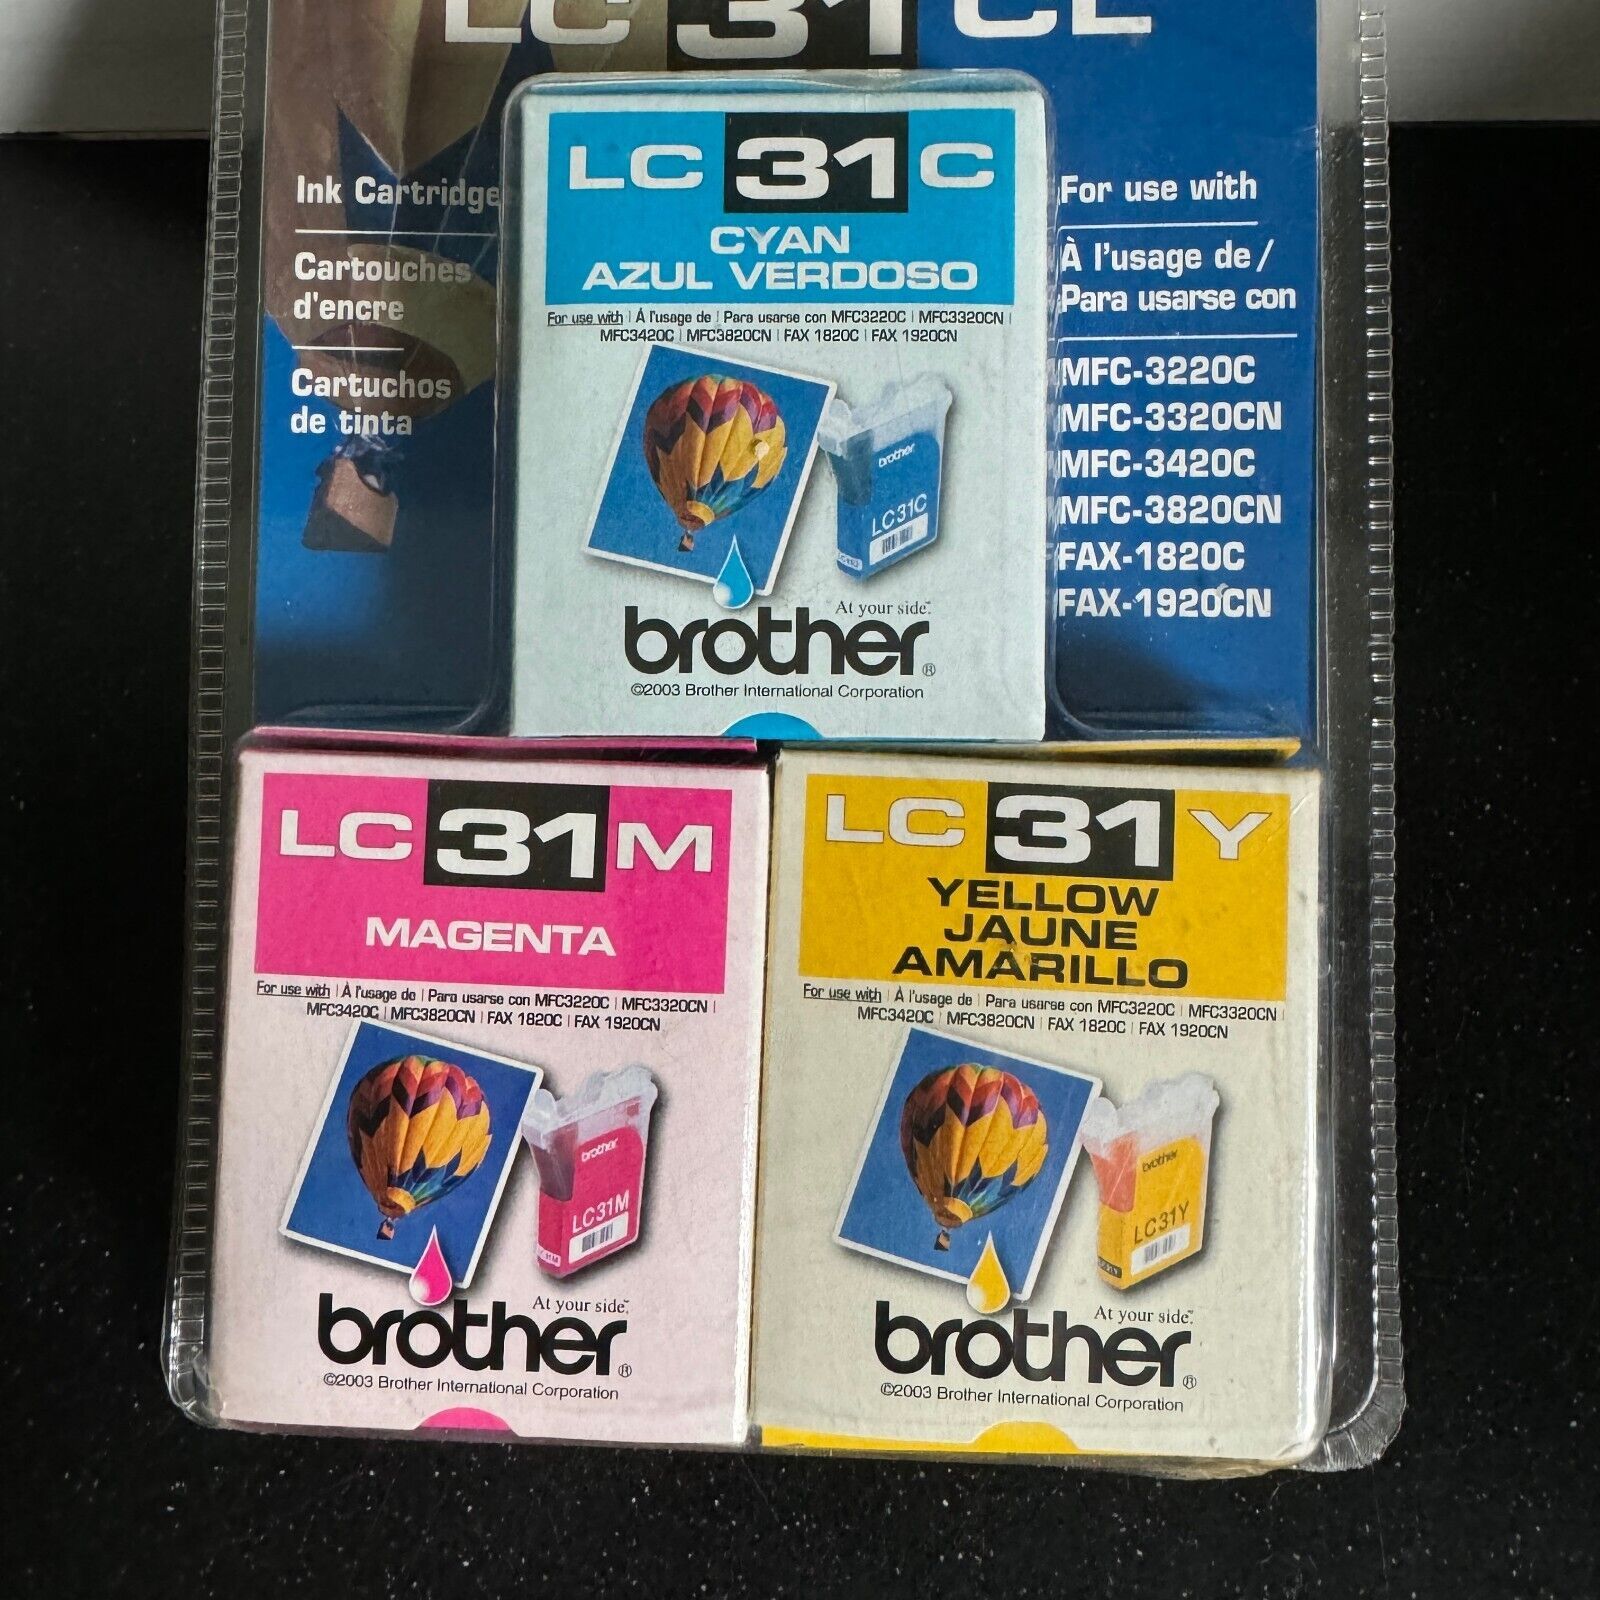 LC 31 CL
Ink Cartridge
Cartouches
d'encre
Cartuchos
de tinta
For use with
À l'usage de /
Para usarse con
MFC-3220C
MFC-3320CN
MFC-3420C
MFC-3820CN
FAX-1820C
FAX-1920CN
LC 31 C
CYAN
AZUL VERDOSO
For use with | À l'usage de | Para usarse con MFC3220C | MFC3320CN |
MFC3420C | MFC3820CN | FAX 1820C | FAX 1920CN
brother
LC31C
At your side.™
brother®
©2003 Brother International Corporation
LC 31 M
MAGENTA
For use with | À l'usage de | Para usarse con MFC3220C | MFC3320CN |
MFC3420C | MFC3820CN | FAX 1820C | FAX 1920CN
brother
LC31M
At your side.™
brother®
©2003 Brother International Corporation
LC 31 Y
YELLOW
JAUNE
AMARILLO
For use with | À l'usage de | Para usarse con MFC3220C | MFC3320CN |
MFC3420C | MFC3820CN | FAX 1820C | FAX 1920CN
brother
LC31Y
LC31Y
At your side.™
brother®
©2003 Brother International Corporation